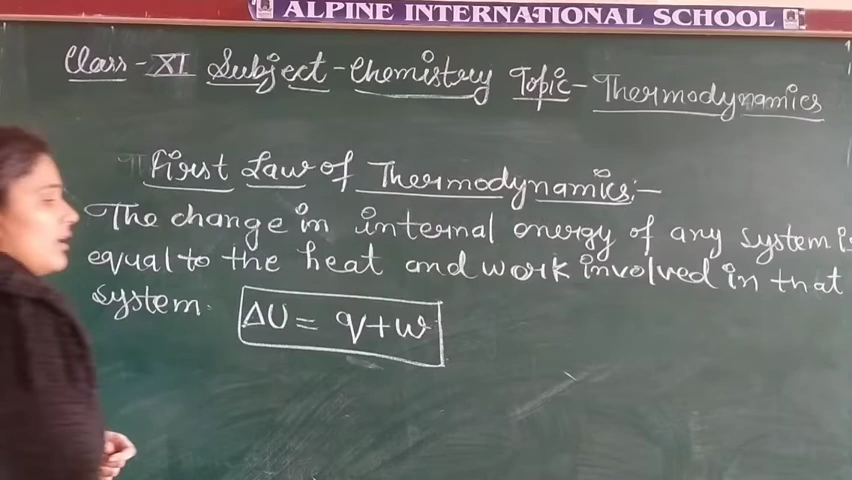 ALPINE INTERNATIONAL SCHOOL
Class - XI Subject - Chemistry Topic - Thermodynamics
First Law of Thermodynamics:-
The change in internal energy of any system is
equal to the heat and work involved in that
system.
ΔU = q+w